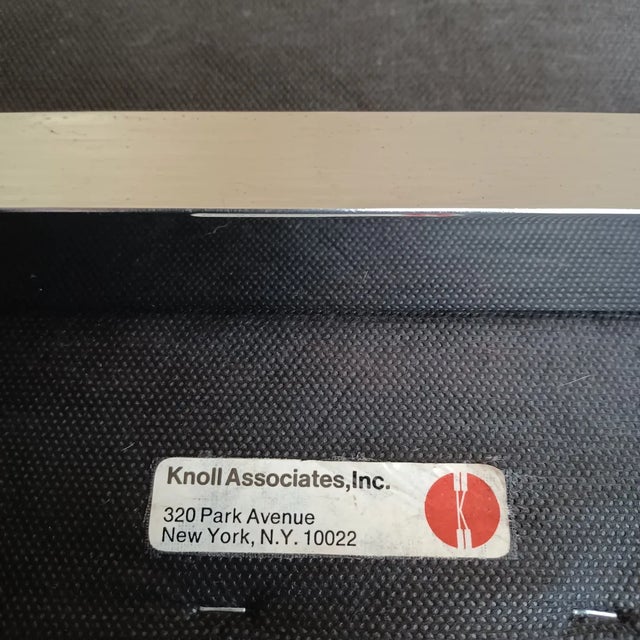 Knoll Associates, Inc.
320 Park Avenue
New York, N.Y. 10022
K